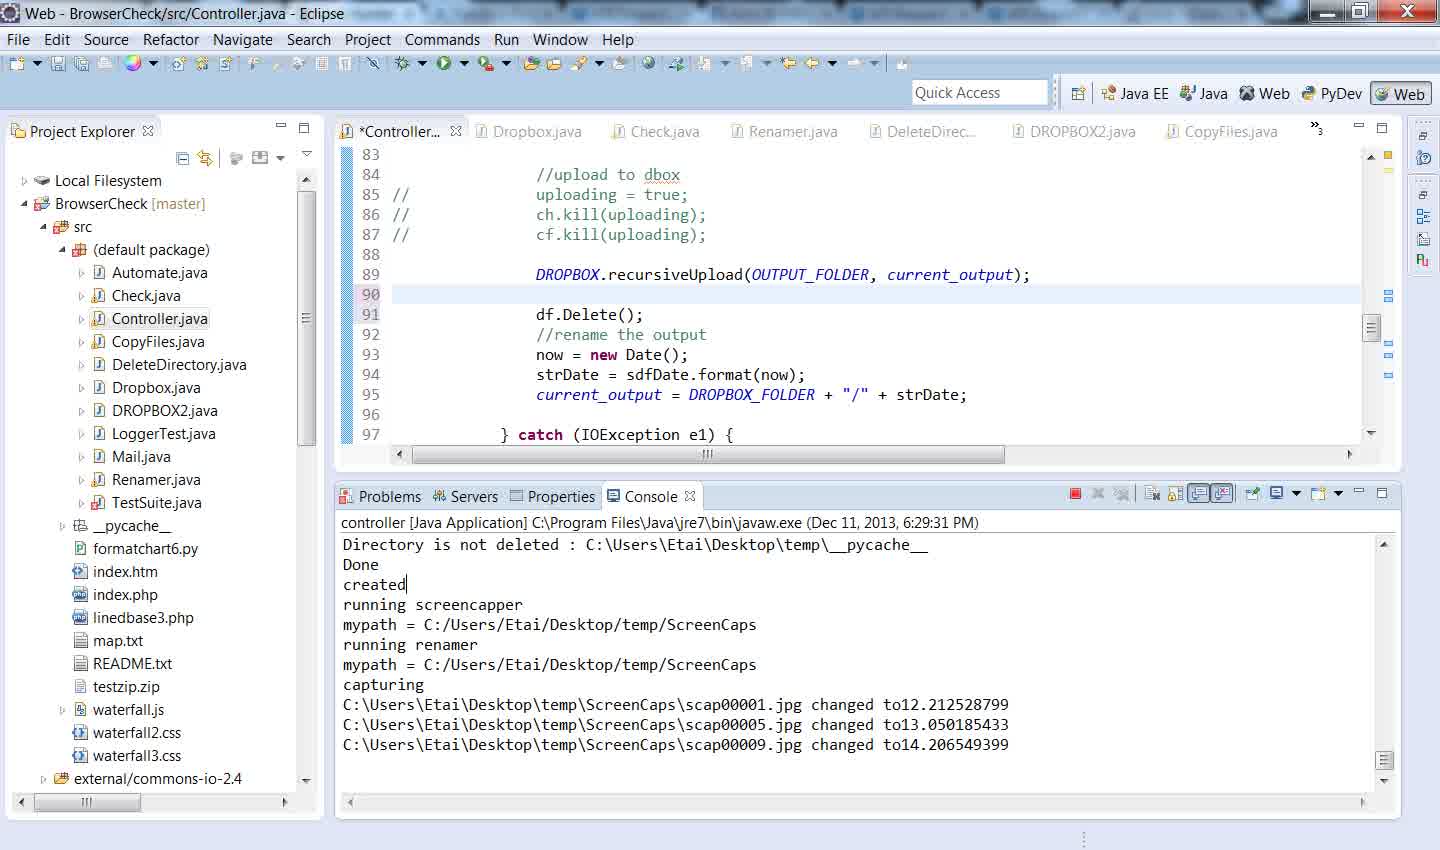 Web - BrowserCheck/src/Controller.java - Eclipse
File Edit Source Refactor Navigate Search Project Commands Run Window Help
Quick Access
Java EE Java Web PyDev Web
Project Explorer
Local Filesystem
BrowserCheck [master]
src
(default package)
Automate.java
Check.java
Controller.java
CopyFiles.java
DeleteDirectory.java
Dropbox.java
DROPBOX2.java
LoggerTest.java
Mail.java
Renamer.java
TestSuite.java
__pycache__
formatchart6.py
index.htm
index.php
linedbase3.php
map.txt
README.txt
testzip.zip
waterfall.js
waterfall2.css
waterfall3.css
external/commons-io-2.4
*Controller... Dropbox.java Check.java Renamer.java DeleteDirec... DROPBOX2.java CopyFiles.java »3
83
84 //upload to dbox
85 // uploading = true;
86 // ch.kill(uploading);
87 // cf.kill(uploading);
88
89 DROPBOX.recursiveUpload(OUTPUT_FOLDER, current_output);
90
91 df.Delete();
92 //rename the output
93 now = new Date();
94 strDate = sdfDate.format(now);
95 current_output = DROPBOX_FOLDER + "/" + strDate;
96
97 } catch (IOException e1) {
Problems Servers Properties Console
controller [Java Application] C:\Program Files\Java\jre7\bin\javaw.exe (Dec 11, 2013, 6:29:31 PM)
Directory is not deleted : C:\Users\Etai\Desktop\temp\__pycache__
Done
created
running screencapper
mypath = C:/Users/Etai/Desktop/temp/ScreenCaps
running renamer
mypath = C:/Users/Etai/Desktop/temp/ScreenCaps
capturing
C:\Users\Etai\Desktop\temp\ScreenCaps\scap00001.jpg changed to12.212528799
C:\Users\Etai\Desktop\temp\ScreenCaps\scap00005.jpg changed to13.050185433
C:\Users\Etai\Desktop\temp\ScreenCaps\scap00009.jpg changed to14.206549399